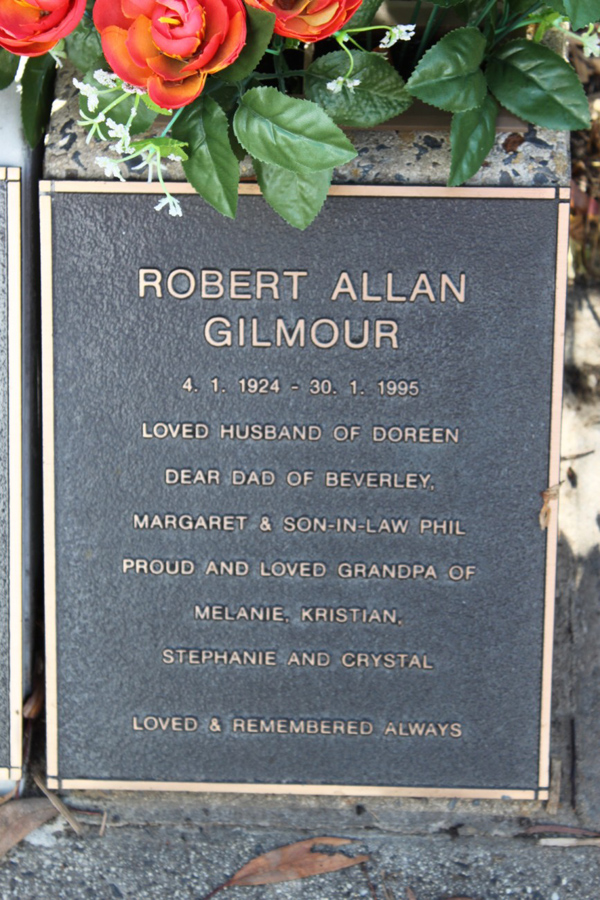 ROBERT ALLAN
GILMOUR
4. 1. 1924 - 30. 1. 1995
LOVED HUSBAND OF DOREEN
DEAR DAD OF BEVERLEY,
MARGARET & SON-IN-LAW PHIL
PROUD AND LOVED GRANDPA OF
MELANIE, KRISTIAN,
STEPHANIE AND CRYSTAL
LOVED & REMEMBERED ALWAYS